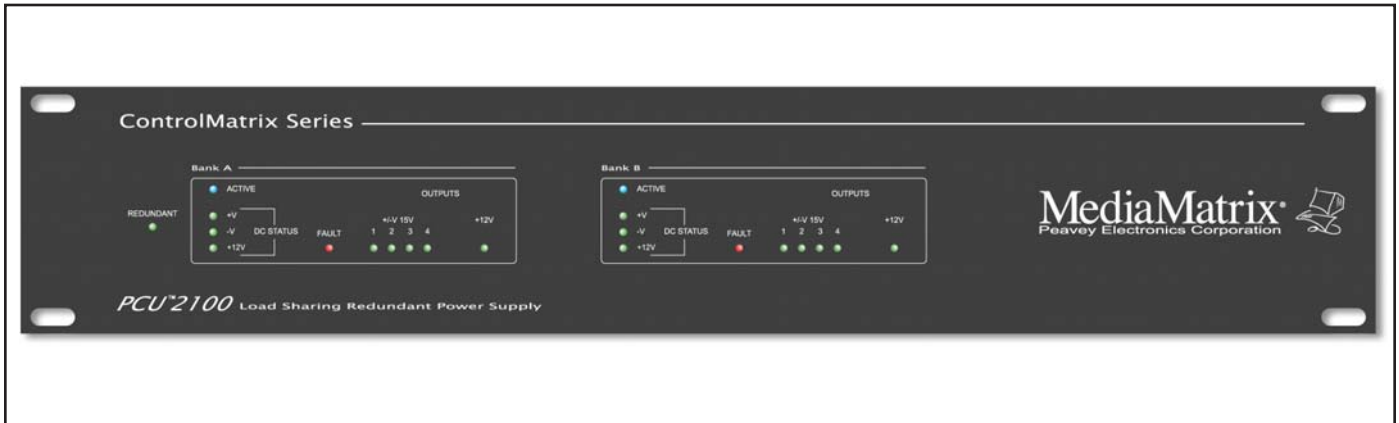 ControlMatrix Series
Bank A
ACTIVE
OUTPUTS
REDUNDANT
+V
-V
+12V
DC STATUS
FAULT
+/-V 15V
1 2 3 4
+12V
Bank B
ACTIVE
OUTPUTS
+V
-V
+12V
DC STATUS
FAULT
+/-V 15V
1 2 3 4
+12V
MediaMatrix®
Peavey Electronics Corporation
PCU™2100 Load Sharing Redundant Power Supply